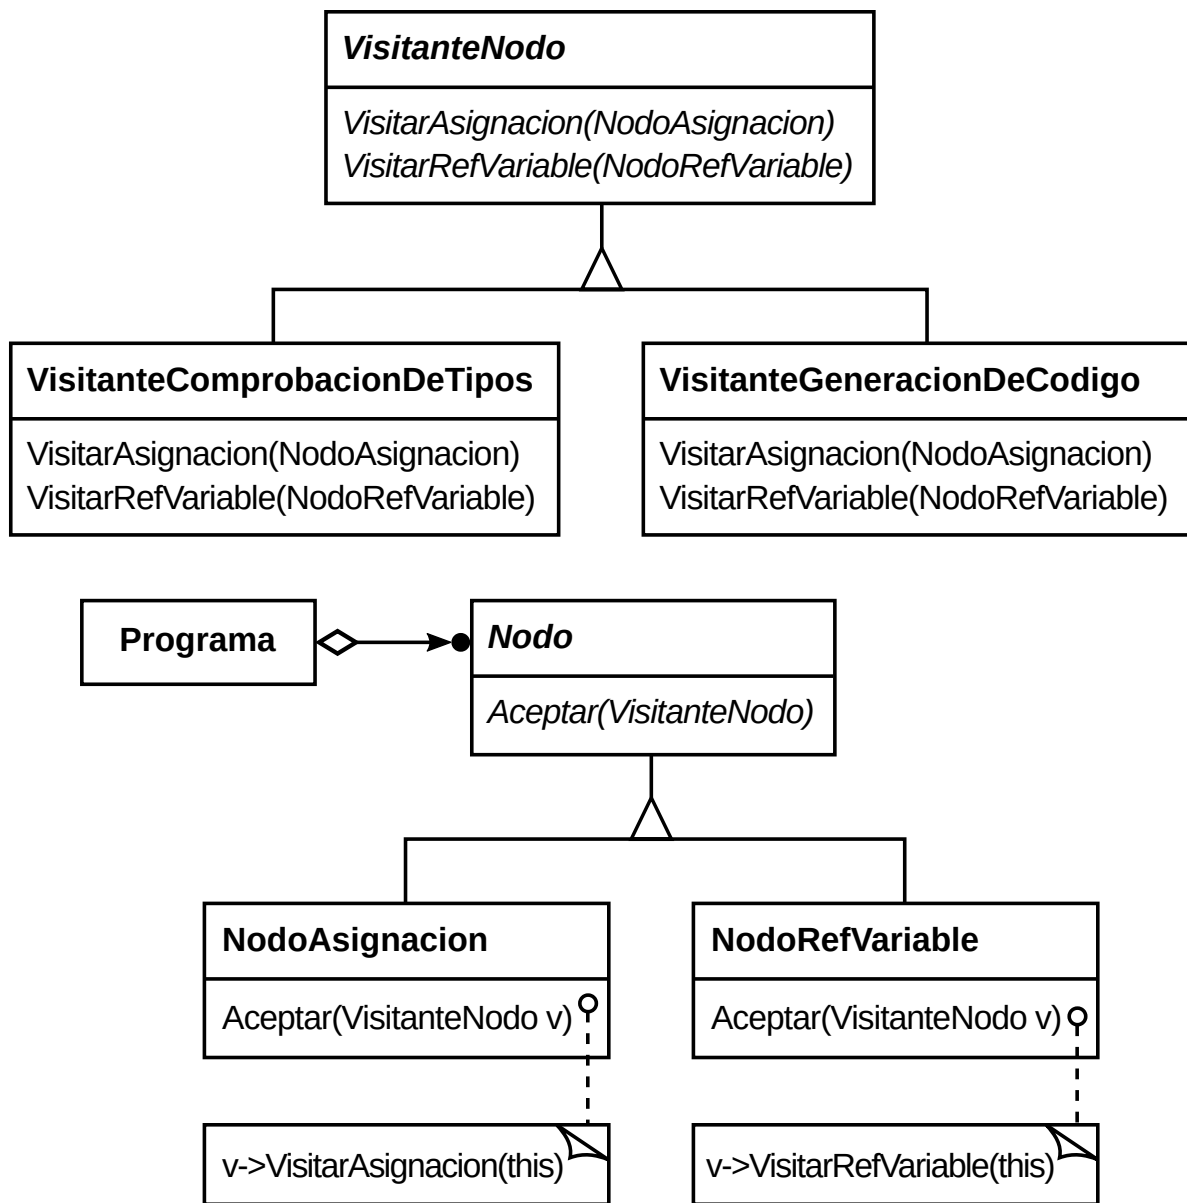 VisitanteNodo
VisitarAsignacion(NodoAsignacion)
VisitarRefVariable(NodoRefVariable)
VisitanteComprobacionDeTipos
VisitarAsignacion(NodoAsignacion)
VisitarRefVariable(NodoRefVariable)
VisitanteGeneracionDeCodigo
VisitarAsignacion(NodoAsignacion)
VisitarRefVariable(NodoRefVariable)
Programa
Nodo
Aceptar(VisitanteNodo)
NodoAsignacion
Aceptar(VisitanteNodo v)
v->VisitarAsignacion(this)
NodoRefVariable
Aceptar(VisitanteNodo v)
v->VisitarRefVariable(this)